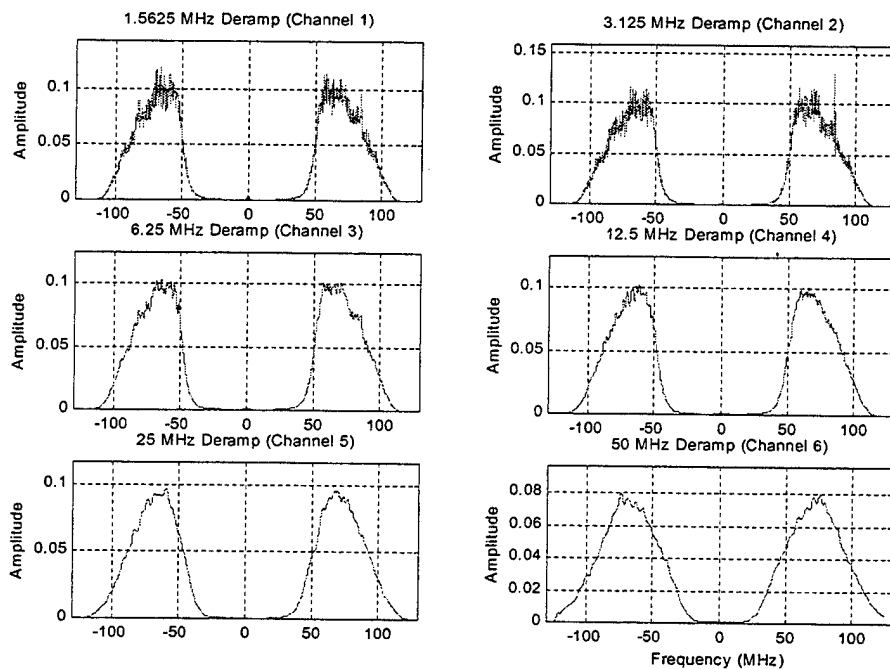 1.5625 MHz Deramp (Channel 1)
Amplitude
0.1
0.05
0
-100 -50 0 50 100
3.125 MHz Deramp (Channel 2)
Amplitude
0.15
0.1
0.05
0
-100 -50 0 50 100
6.25 MHz Deramp (Channel 3)
Amplitude
0.1
0.05
0
-100 -50 0 50 100
12.5 MHz Deramp (Channel 4)
Amplitude
0.1
0.05
0
-100 -50 0 50 100
25 MHz Deramp (Channel 5)
Amplitude
0.1
0.05
0
-100 -50 0 50 100
50 MHz Deramp (Channel 6)
Amplitude
0.08
0.06
0.04
0.02
0
-100 -50 0 50 100
Frequency (MHz)